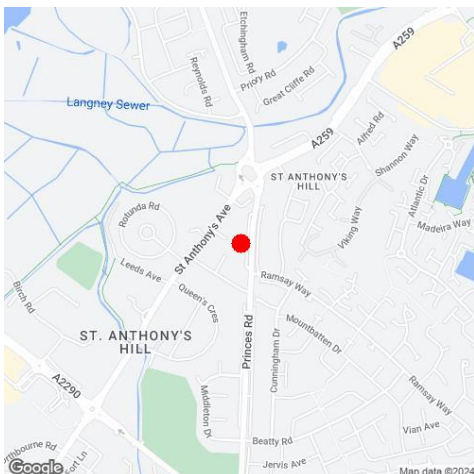 Etchingham Rd
A259
Reynolds Rd
Priory Rd
Great Cliffe Rd
Langney Sewer
A259
Alfred Rd
Shannon Way
ST ANTHONY'S
HILL
Atlantic Dr
Rotunda Rd
St Anthony's Ave
Viking Way
Madeira Way
Leeds Ave
Birch Rd
Queen's Cres
Ramsay Way
ST. ANTHONY'S
HILL
Princes Rd
Mountbatten Dr
Cunningham Dr
A2290
Middleton Dr
Ramsay Way
Vian Ave
Beatty Rd
Jervis Ave
Google
Map data ©2024